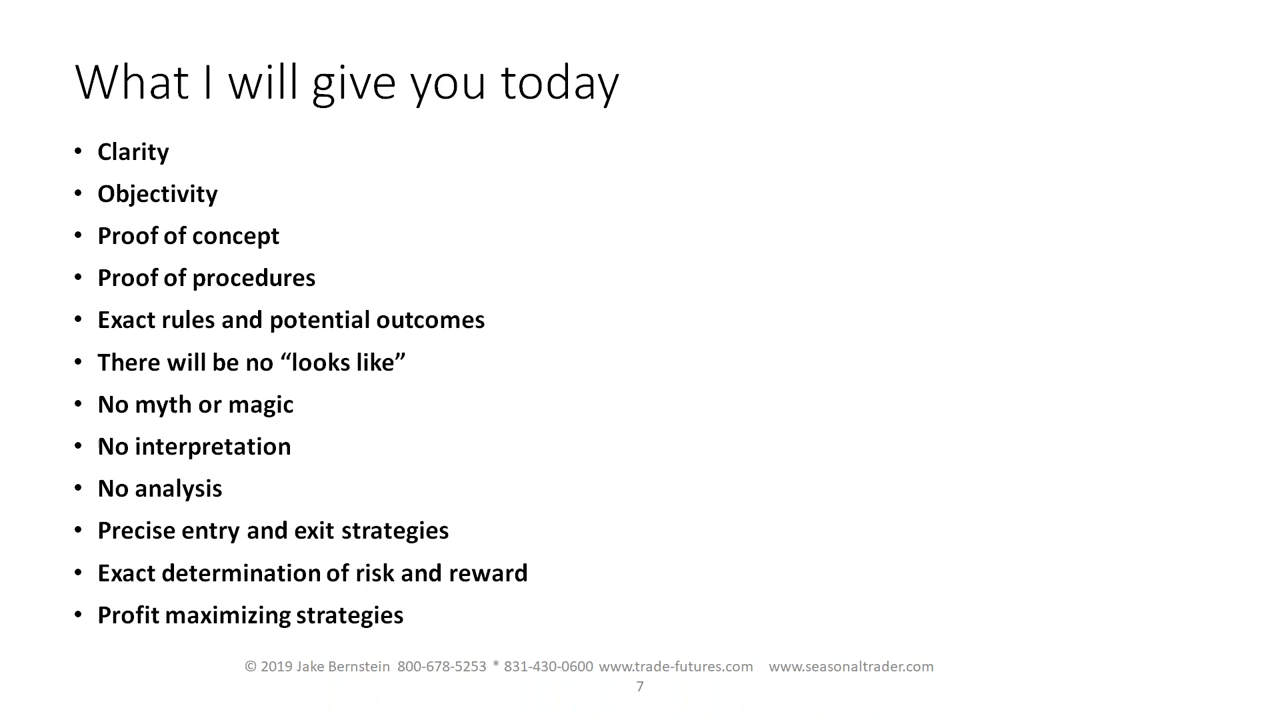 What I will give you today
• Clarity
• Objectivity
• Proof of concept
• Proof of procedures
• Exact rules and potential outcomes
• There will be no “looks like”
• No myth or magic
• No interpretation
• No analysis
• Precise entry and exit strategies
• Exact determination of risk and reward
• Profit maximizing strategies
© 2019 Jake Bernstein 800-678-5253 * 831-430-0600 www.trade-futures.com www.seasonaltrader.com
7